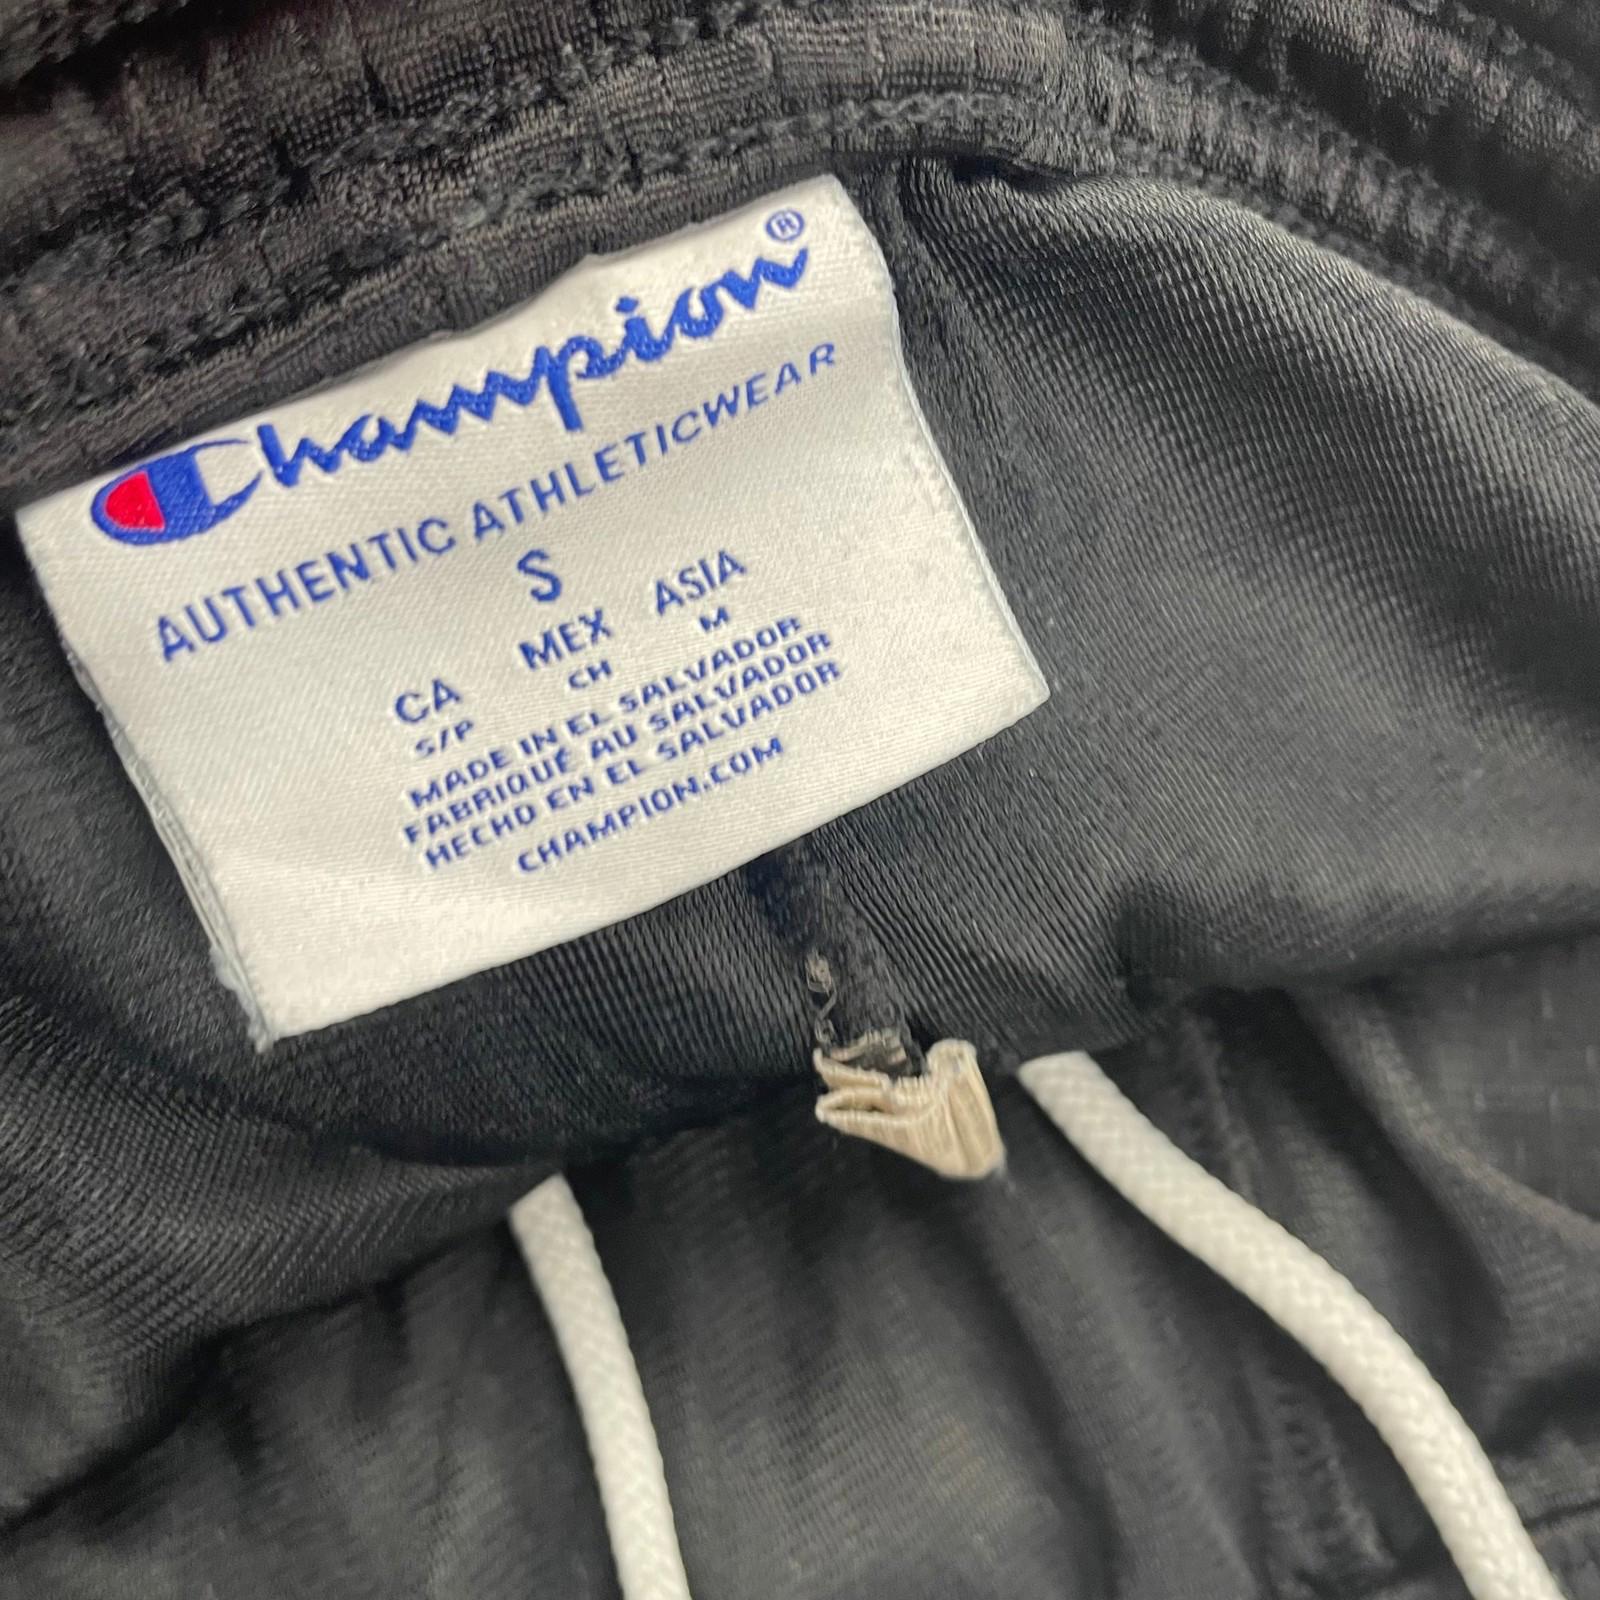 Champion®
AUTHENTIC ATHLETICWEAR
S
CA MEX ASIA
S/P CH M
MADE IN EL SALVADOR
FABRIQUÉ AU SALVADOR
HECHO EN EL SALVADOR
CHAMPION.COM